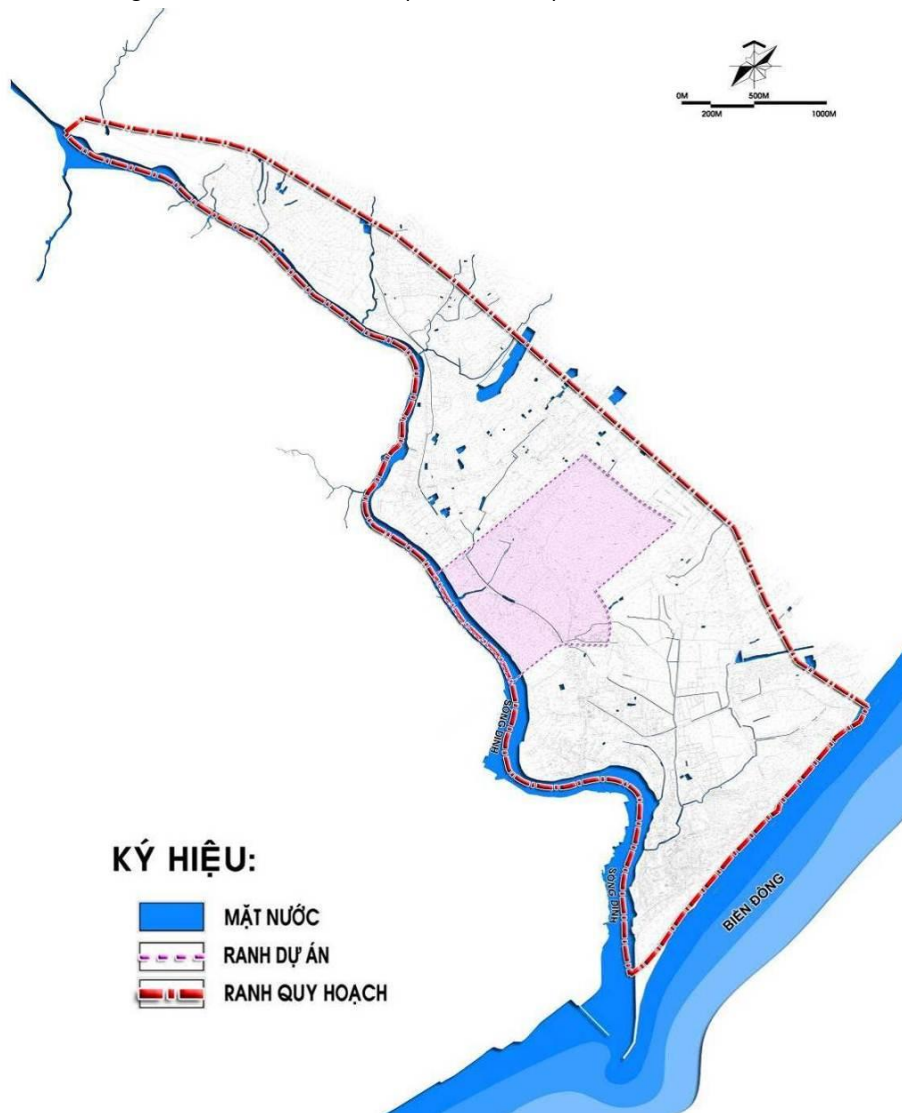 0M 500M
200M 1000M
SÔNG DINH
SÔNG DINH
BIỂN ĐÔNG
KÝ HIỆU:
MẶT NƯỚC
RANH DỰ ÁN
RANH QUY HOẠCH